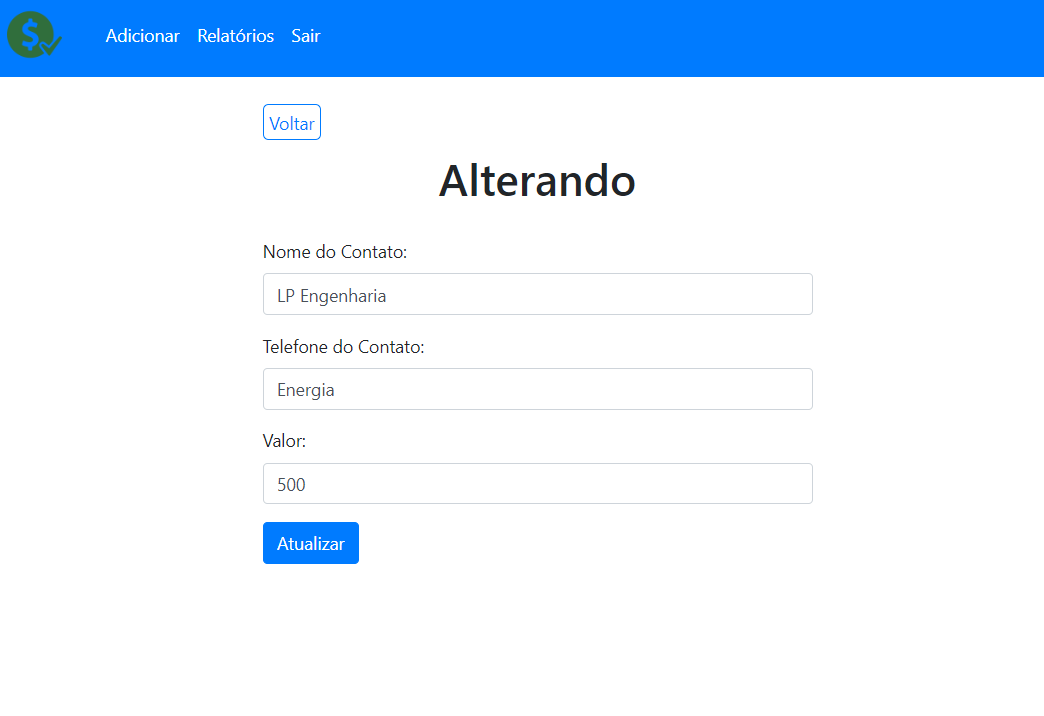 $
Adicionar Relatórios Sair
Voltar
Alterando
Nome do Contato:
LP Engenharia
Telefone do Contato:
Energia
Valor:
500
Atualizar